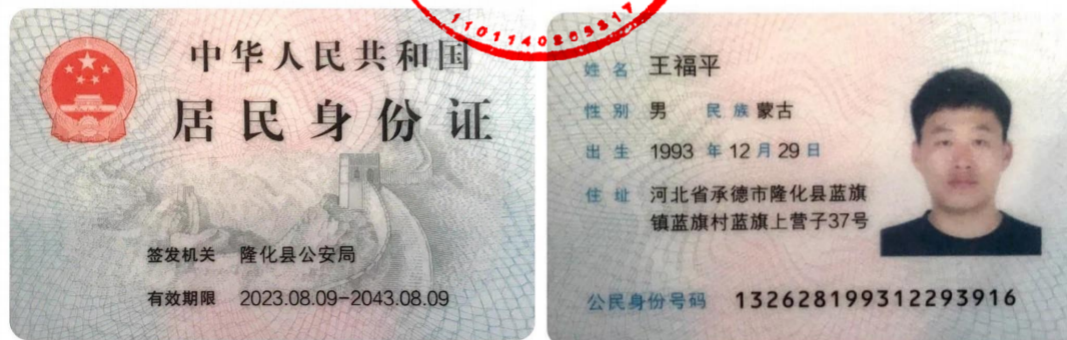 中华人民共和国
居民身份证
签发机关 隆化县公安局
有效期限 2023.08.09-2043.08.09
姓名 王福平
性别 男 民族 蒙古
出生 1993 年 12 月 29 日
住址 河北省承德市隆化县蓝旗
镇蓝旗村蓝旗上营子37号
公民身份号码 132628199312293916